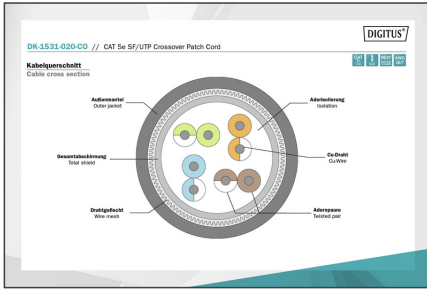 DIGITUS®
DK-1531-020-CO // CAT 5e SF/UTP Crossover Patch Cord
Kabelquerschnitt
Cable cross section
Außenmantel
Outer jacket
Aderisolierung
Isolation
Gesamtabschirmung
Total shield
Cu-Draht
Cu-Wire
Drahtgeflecht
Wire mesh
Aderpaare
Twisted pair